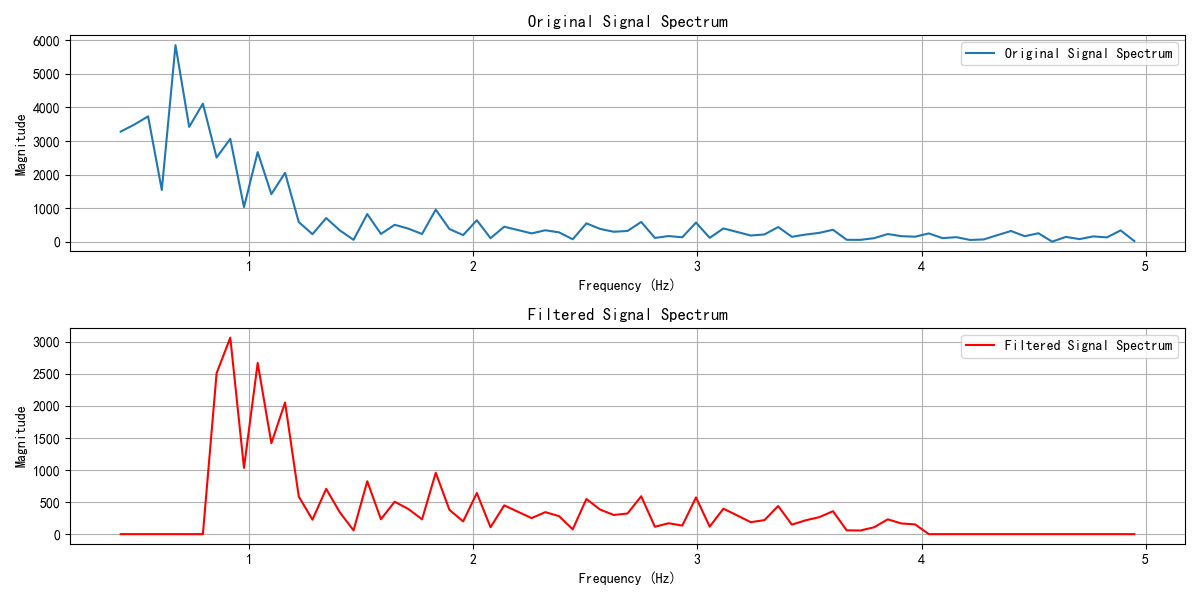 Original Signal Spectrum
6000
5000
4000
3000
2000
1000
0
Magnitude
Original Signal Spectrum
1 2 3 4 5
Frequency (Hz)
Filtered Signal Spectrum
3000
2500
2000
1500
1000
500
0
Magnitude
Filtered Signal Spectrum
1 2 3 4 5
Frequency (Hz)